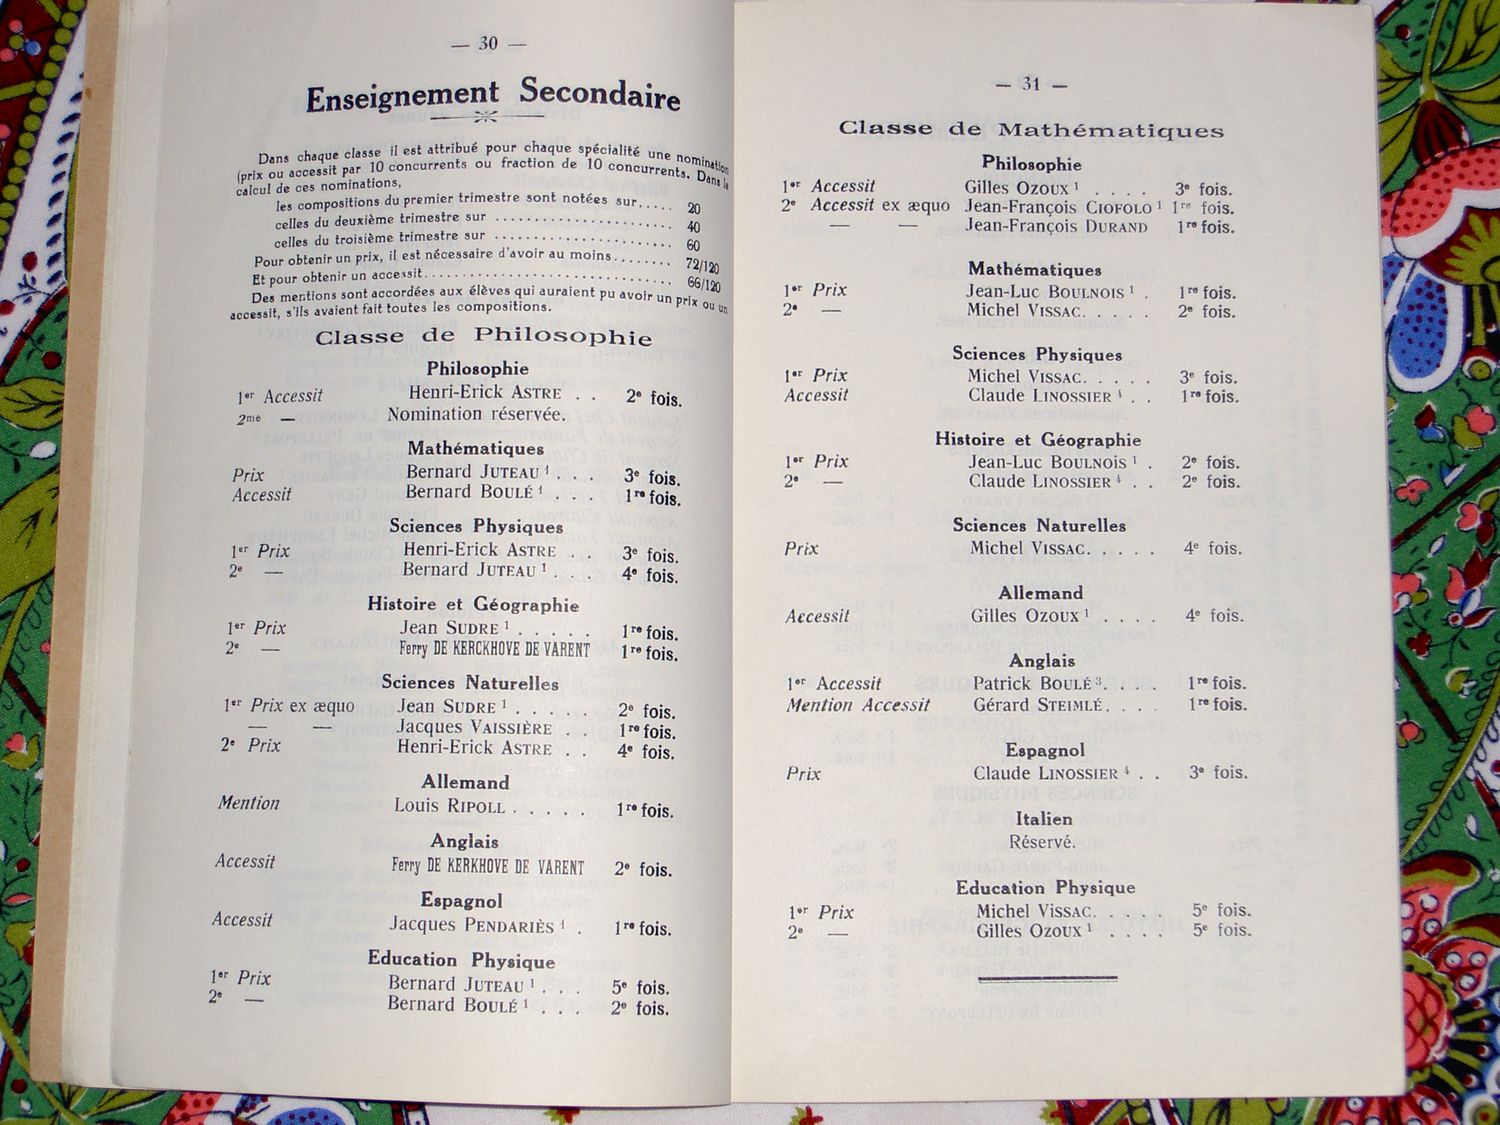 — 30 —
Enseignement Secondaire
Dans chaque classe il est attribué pour chaque spécialité une nomination
(prix ou accessit par 10 concurrents ou fraction de 10 concurrents. Dans le
calcul de ces nominations,
les compositions du premier trimestre sont notées sur..... 20
celles du deuxième trimestre sur ..................... 40
celles du troisième trimestre sur ..................... 60
Pour obtenir un prix, il est nécessaire d'avoir au moins........ 72/120
Et pour obtenir un accessit.............................. 66/120
Des mentions sont accordées aux élèves qui auraient pu avoir un prix ou un
accessit, s'ils avaient fait toutes les compositions.
Classe de Philosophie
Philosophie
1er Accessit Henri-Erick ASTRE . . 2e fois.
2me — Nomination réservée.
Mathématiques
Prix Bernard JUTEAU 1 . . . 3e fois.
Accessit Bernard BOULÉ 1 . . . 1re fois.
Sciences Physiques
1er Prix Henri-Erick ASTRE . . 3e fois.
2e — Bernard JUTEAU 1 . . . 4e fois.
Histoire et Géographie
1er Prix Jean SUDRE 1 . . . . . 1re fois.
2e — Ferry DE KERCKHOVE DE VARENT 1re fois.
Sciences Naturelles
1er Prix ex æquo Jean SUDRE 1 . . . . . 2e fois.
— — Jacques VAISSIÈRE . . 1re fois.
2e Prix Henri-Erick ASTRE . . 4e fois.
Allemand
Mention Louis RIPOLL . . . . . 1re fois.
Anglais
Accessit Ferry DE KERKHOVE DE VARENT 2e fois.
Espagnol
Accessit Jacques PENDARIÈS 1 . 1re fois.
Education Physique
1er Prix Bernard JUTEAU 1 . . . 5e fois.
2e — Bernard BOULÉ 1 . . . 2e fois.
— 31 —
Classe de Mathématiques
Philosophie
1er Accessit Gilles OZOUX 1 . . . . 3e fois.
2e Accessit ex æquo Jean-François CIOFOLO 1 1re fois.
— — Jean-François DURAND 1re fois.
Mathématiques
1er Prix Jean-Luc BOULNOIS 1 . 1re fois.
2e — Michel VISSAC. . . . . 2e fois.
Sciences Physiques
1er Prix Michel VISSAC. . . . . 3e fois.
Accessit Claude LINOSSIER 4 . . 1re fois.
Histoire et Géographie
1er Prix Jean-Luc BOULNOIS 1 . 2e fois.
2e — Claude LINOSSIER 4 . . 2e fois.
Sciences Naturelles
Prix Michel VISSAC. . . . . 4e fois.
Allemand
Accessit Gilles OZOUX 1 . . . . 4e fois.
Anglais
1er Accessit Patrick BOULÉ 3. . . . 1re fois.
Mention Accessit Gérard STEIMLÉ. . . . 1re fois.
Espagnol
Prix Claude LINOSSIER 4 . . 3e fois.
Italien
Réservé.
Education Physique
1er Prix Michel VISSAC. . . . . 5e fois.
2e — Gilles OZOUX 1 . . . . 5e fois.